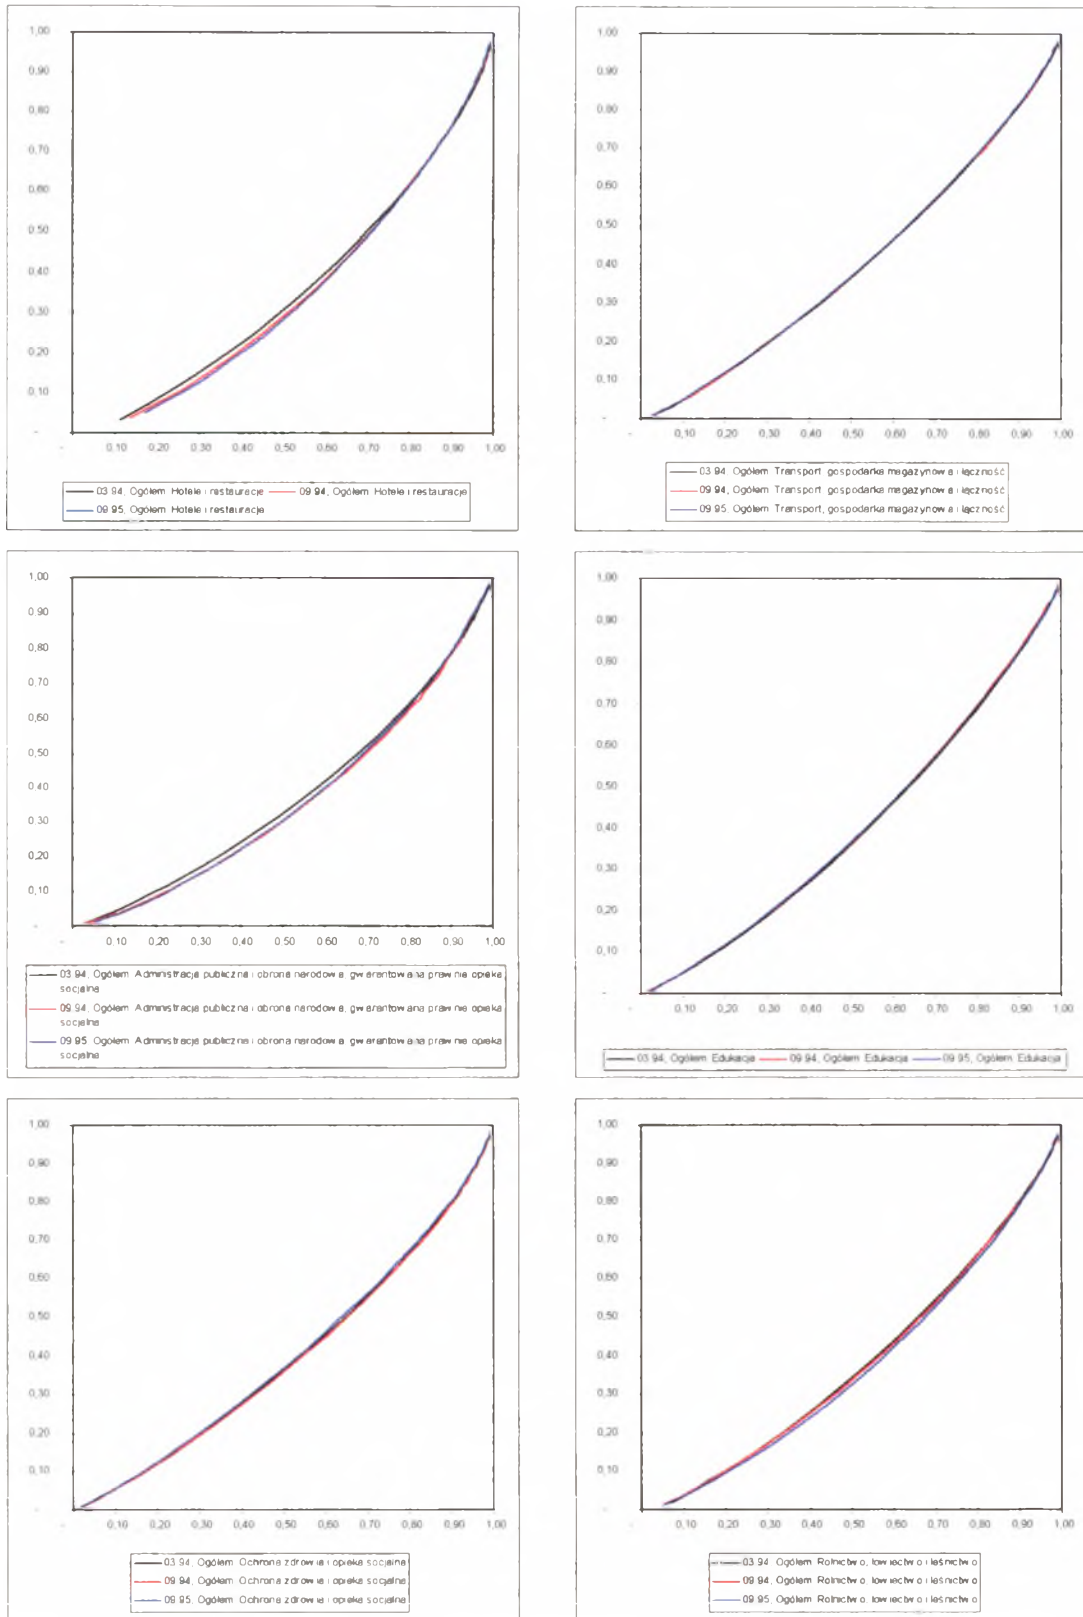 1,00
0,90
0,80
0,70
0,60
0,50
0,40
0,30
0,20
0,10
-
0,10 0,20 0,30 0,40 0,50 0,60 0,70 0,80 0,90 1,00
03 94, Ogółem Hotele i restauracje 09 94, Ogółem Hotele i restauracje
09 95, Ogółem Hotele i restauracje
1,00
0,90
0,80
0,70
0,60
0,50
0,40
0,30
0,20
0,10
-
0,10 0,20 0,30 0,40 0,50 0,60 0,70 0,80 0,90 1,00
03 94, Ogółem Transport gospodarka magazynowa i łączność
09 94, Ogółem Transport gospodarka magazynowa i łączność
09 95, Ogółem Transport, gospodarka magazynowa i łączność
1,00
0,90
0,80
0,70
0,60
0,50
0,40
0,30
0,20
0,10
-
0,10 0,20 0,30 0,40 0,50 0,60 0,70 0,80 0,90 1,00
03 94, Ogółem Administracja publiczna i obrona narodowa, gwarantowana prawnie opieka
socjalna
09 94, Ogółem Administracja publiczna i obrona narodowa, gwarantowana prawnie opieka
socjalna
09 95, Ogółem Administracja publiczna i obrona narodowa, gwarantowana prawnie opieka
socjalna
1,00
0,90
0,80
0,70
0,60
0,50
0,40
0,30
0,20
0,10
-
0,10 0,20 0,30 0,40 0,50 0,60 0,70 0,80 0,90 1,00
03 94, Ogółem Edukacja 09 94, Ogółem Edukacja 09 95, Ogółem Edukacja
1,00
0,90
0,80
0,70
0,60
0,50
0,40
0,30
0,20
0,10
-
0,10 0,20 0,30 0,40 0,50 0,60 0,70 0,80 0,90 1,00
03 94, Ogółem Ochrona zdrowia i opieka socjalna
09 94, Ogółem Ochrona zdrowia i opieka socjalna
09 95, Ogółem Ochrona zdrowia i opieka socjalna
1,00
0,90
0,80
0,70
0,60
0,50
0,40
0,30
0,20
0,10
-
0,10 0,20 0,30 0,40 0,50 0,60 0,70 0,80 0,90 1,00
03 94, Ogółem Rolnictwo, łowiectwo i leśnictwo
09 94, Ogółem Rolnictwo, łowiectwo i leśnictwo
09 95, Ogółem Rolnictwo, łowiectwo i leśnictwo